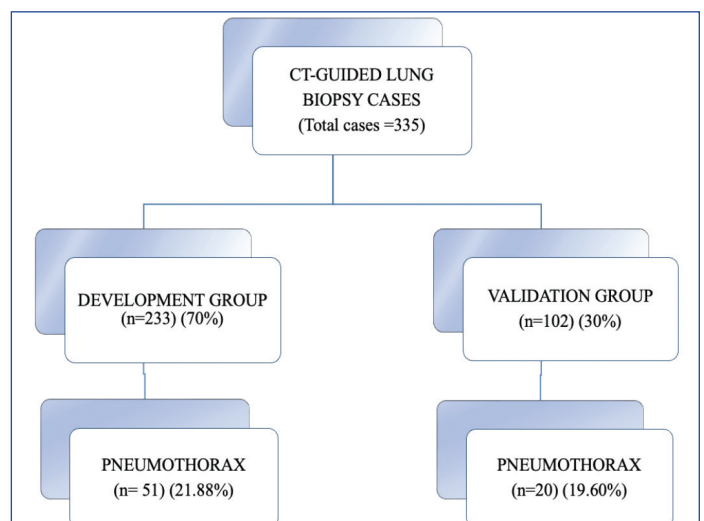 CT-GUIDED LUNG
BIOPSY CASES
(Total cases =335)
DEVELOPMENT GROUP
(n=233) (70%)
VALIDATION GROUP
(n=102) (30%)
PNEUMOTHORAX
(n= 51) (21.88%)
PNEUMOTHORAX
(n=20) (19.60%)